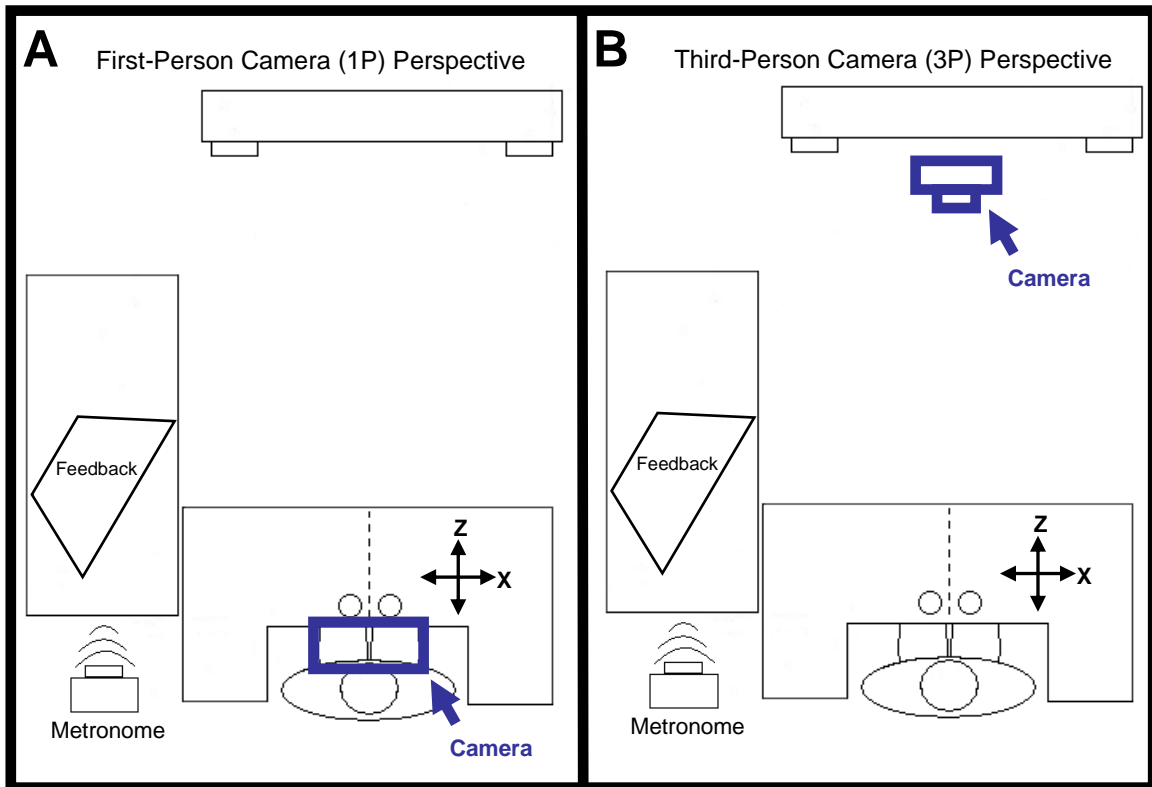 A
First-Person Camera (1P) Perspective
Feedback
Z
X
Metronome
Camera
B
Third-Person Camera (3P) Perspective
Camera
Feedback
Z
X
Metronome